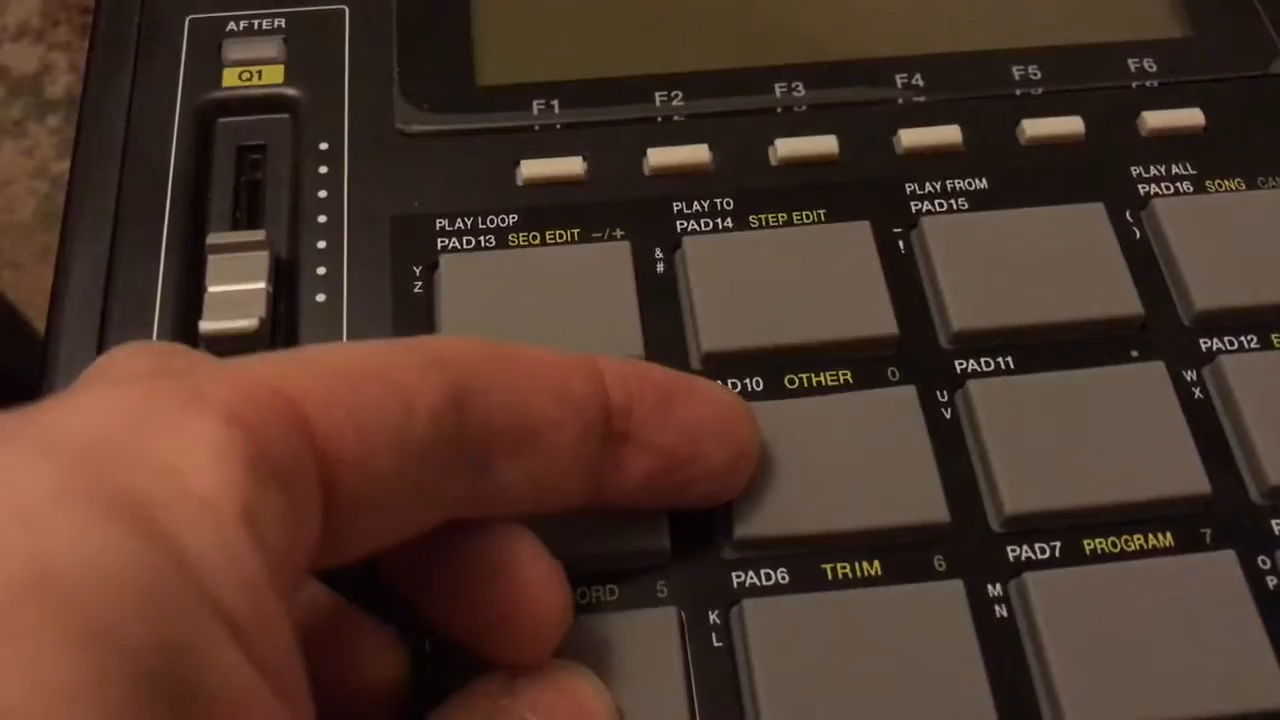 AFTER
Q1
F1
F2
F3
F4
F5
F6
PLAY LOOP
PAD13 SEQ EDIT -/+
PLAY TO
PAD14 STEP EDIT
PLAY FROM
PAD15
PLAY ALL
PAD16 SONG
Y
Z
&
#
-
!
(
)
OTHER 0
PAD11
PAD12
U
V
W
X
PAD6 TRIM 6
PAD7 PROGRAM 7
5
K
L
M
N
O
P